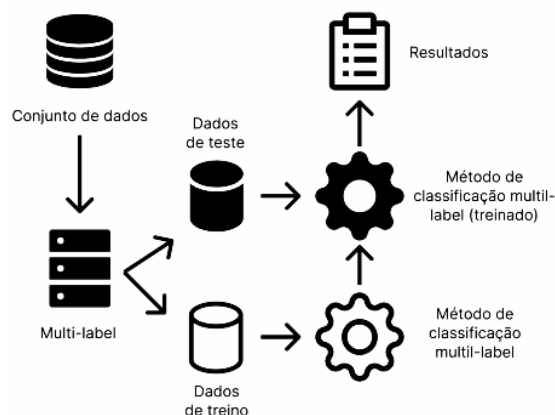 Resultados
Conjunto de dados
Dados
de teste
Método de
classificação multil-
label (treinado)
Multi-label
Método de
classificação
multil-label
Dados
de treino